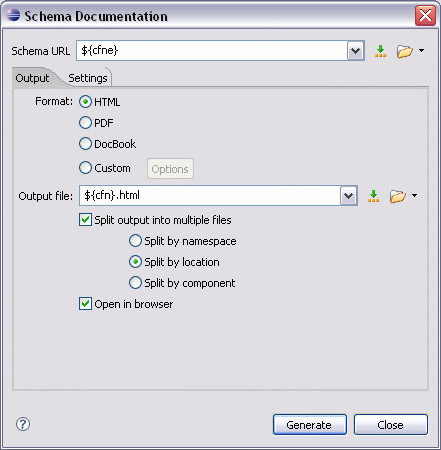 Schema Documentation
Schema URL ${cfne}
Output Settings
Format: HTML
PDF
DocBook
Custom Options
Output file: ${cfn}.html
Split output into multiple files
Split by namespace
Split by location
Split by component
Open in browser
? Generate Close